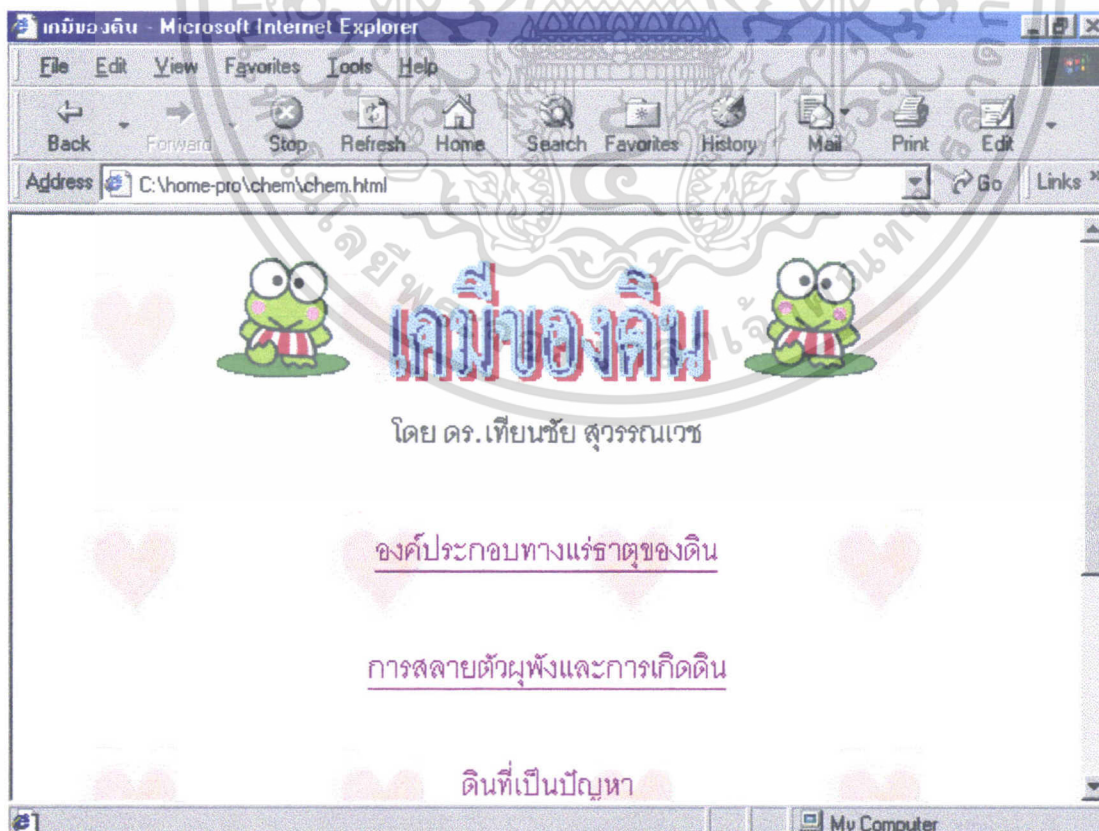 เคมีของดิน - Microsoft Internet Explorer
File Edit View Favorites Tools Help
Back Forward Stop Refresh Home Search Favorites History Mail Print Edit
Address C:\home-pro\chem\chem.html Go Links »
เคมีของดิน
โดย ดร.เทียนชัย สุวรรณเวช
องค์ประกอบทางแร่ธาตุของดิน
การสลายตัวผุพังและการเกิดดิน
ดินที่เป็นปัญหา
My Computer